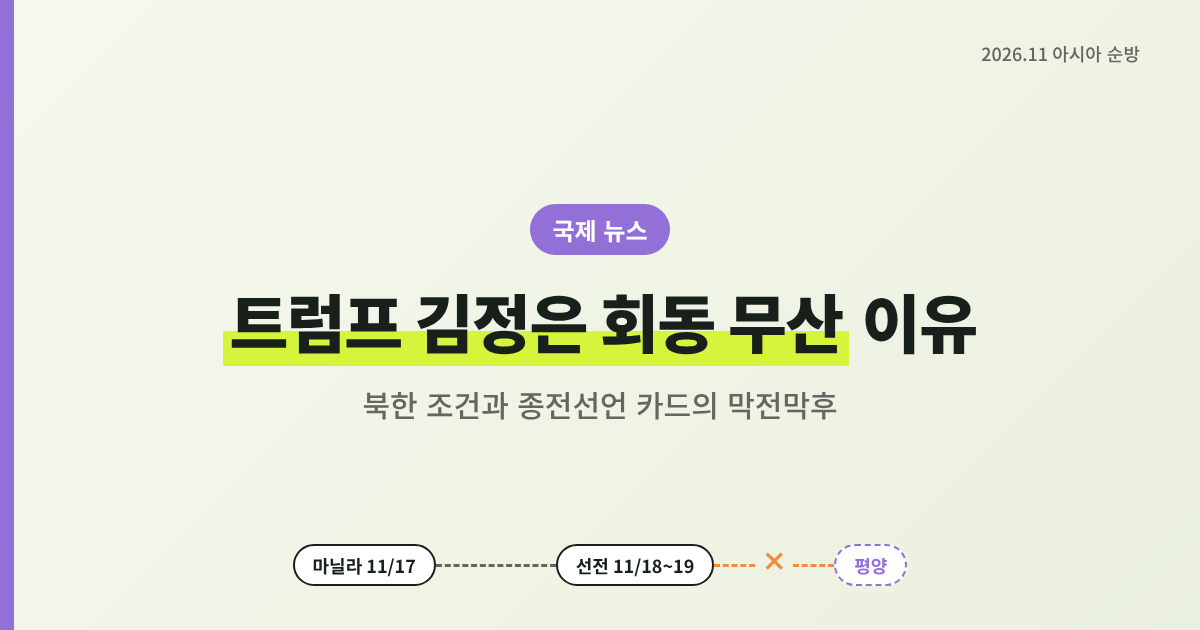 2026.11 아시아 순방
국제 뉴스
트럼프 김정은 회동 무산 이유
북한 조건과 종전선언 카드의 막전막후
마닐라 11/17
선전 11/18~19
✕
평양